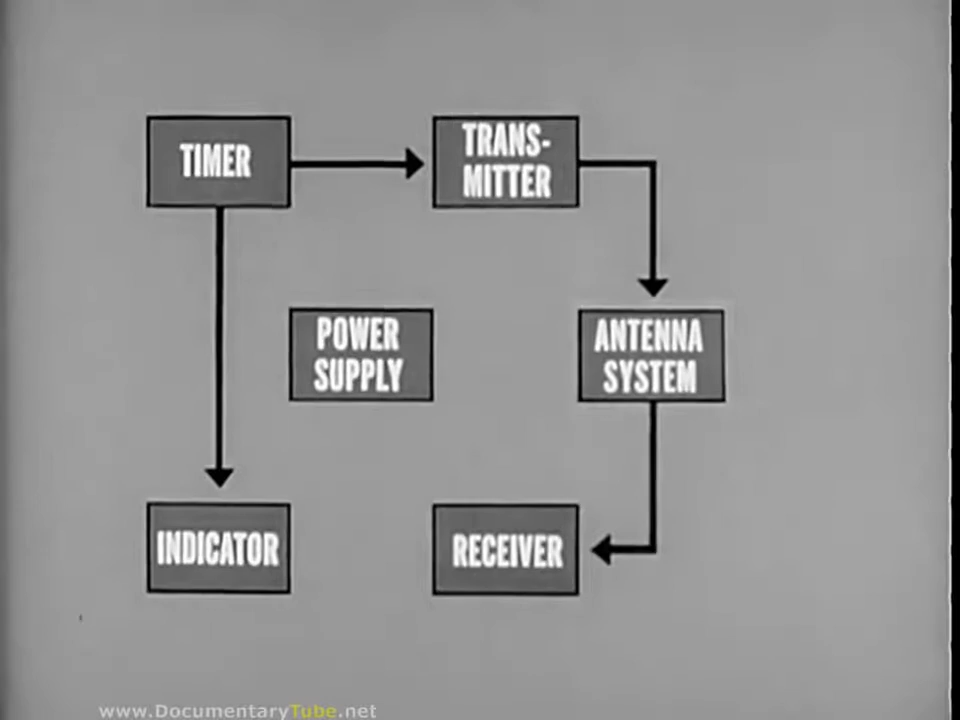 TIMER
TRANS-
MITTER
POWER
SUPPLY
ANTENNA
SYSTEM
INDICATOR
RECEIVER
www.DocumentaryTube.net